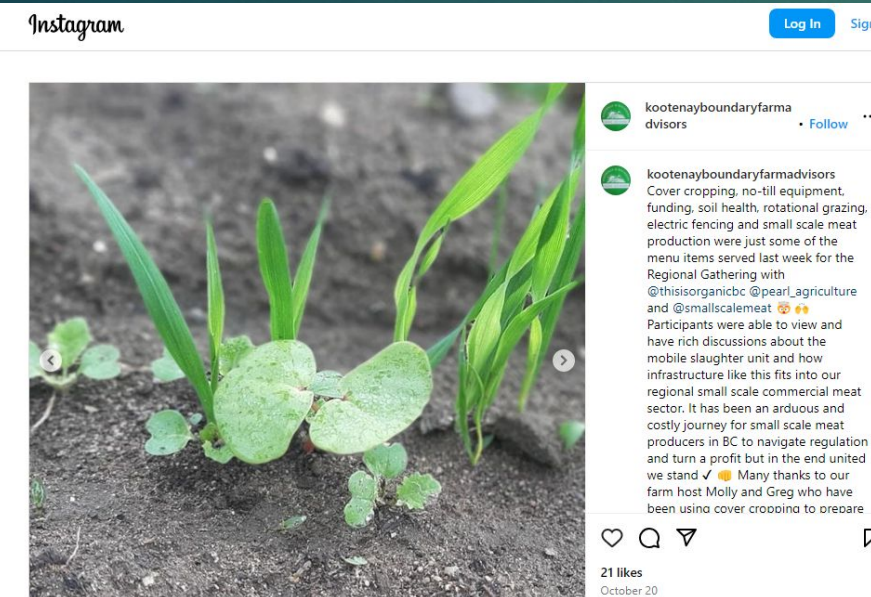 Instagram
Log In
Sig
kootenayboundaryfarma
dvisors
• Follow
kootenayboundaryfarmadvisors
Cover cropping, no-till equipment,
funding, soil health, rotational grazing,
electric fencing and small scale meat
production were just some of the
menu items served last week for the
Regional Gathering with
@thisisorganicbc @pearl_agriculture
and @smallscalemeat 🤯 🙌
Participants were able to view and
have rich discussions about the
mobile slaughter unit and how
infrastructure like this fits into our
regional small scale commercial meat
sector. It has been an arduous and
costly journey for small scale meat
producers in BC to navigate regulation
and turn a profit but in the end united
we stand ✓ 👊 Many thanks to our
farm host Molly and Greg who have
been using cover cropping to prepare
21 likes
October 20